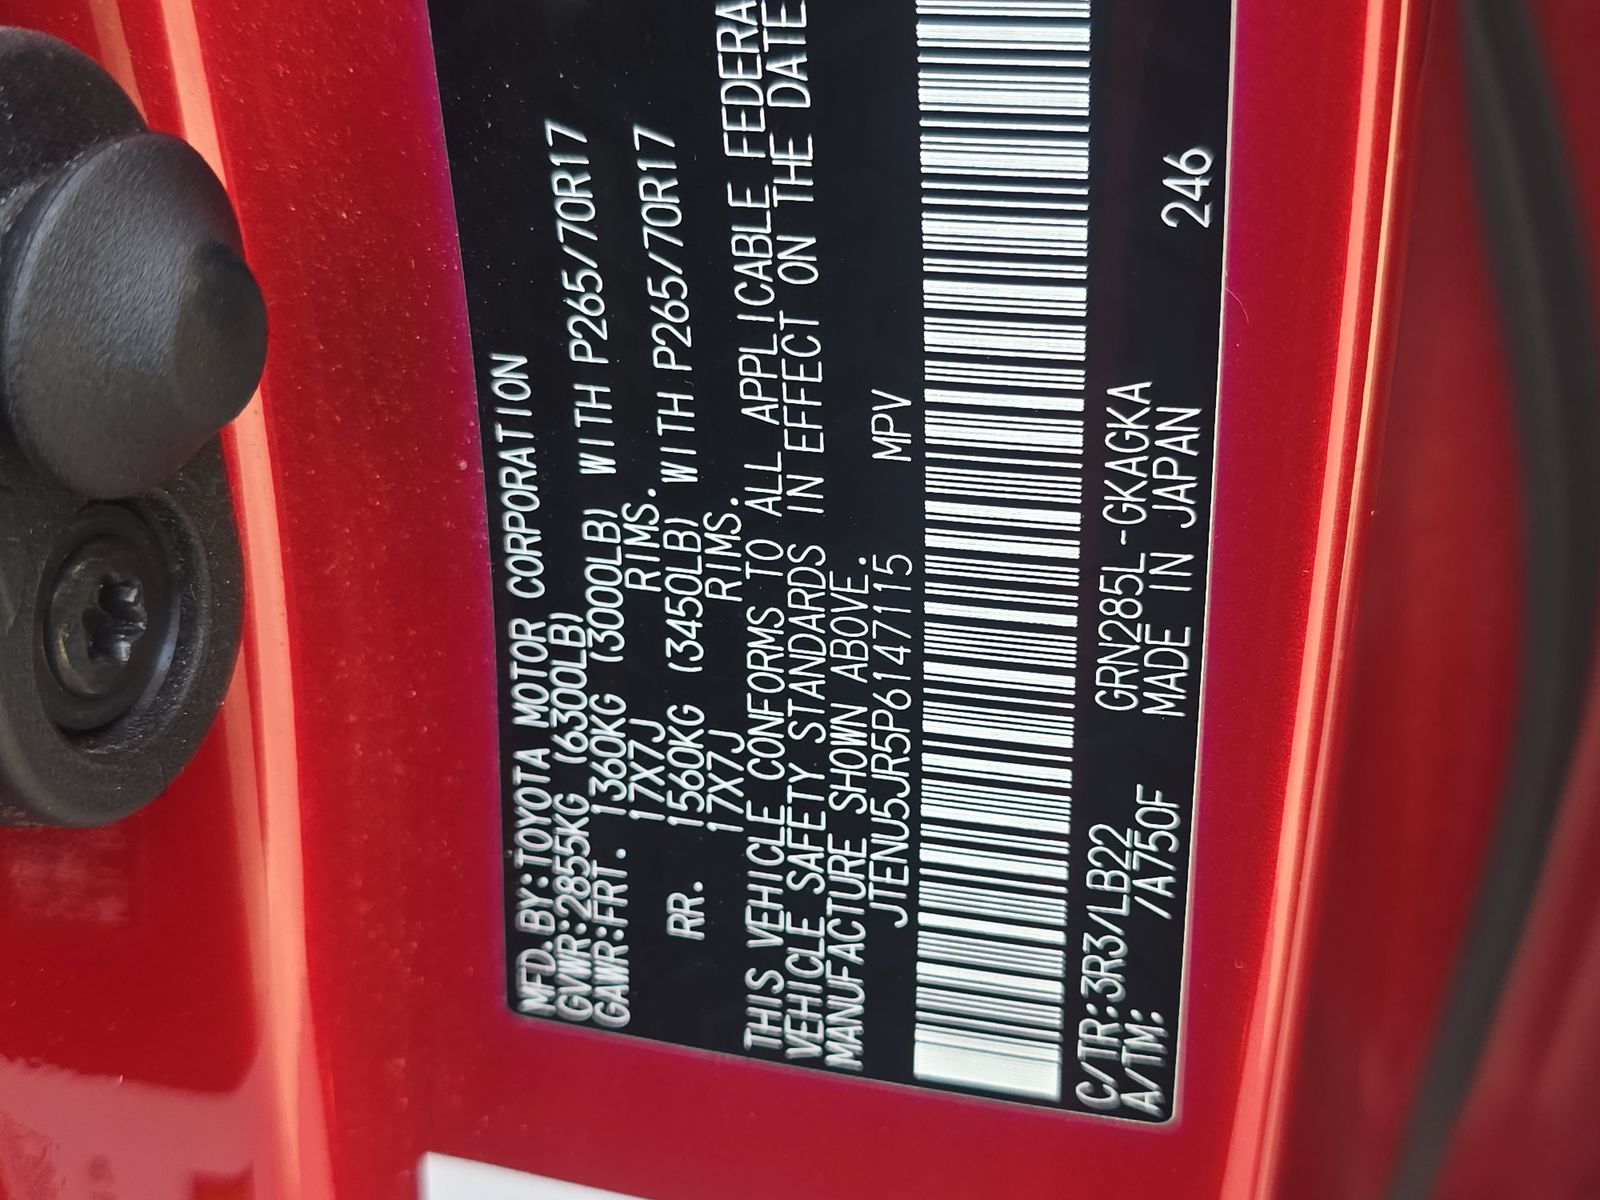 MFD.BY:TOYOTA MOTOR CORPORATION
GVWR:2855KG (6300LB)
GAWR:FRT. 1360KG (3000LB) WITH P265/70R17
17X7J RIMS.
RR. 1560KG (3450LB) WITH P265/70R17
17X7J RIMS.
THIS VEHICLE CONFORMS TO ALL APPLICABLE FEDERA
VEHICLE SAFETY STANDARDS IN EFFECT ON THE DATE
MANUFACTURE SHOWN ABOVE.
JTENU5JR5P6147115 MPV
C/TR:3R3/LB22 GRN285L-GKAGKA 246
A/TM: /A750F MADE IN JAPAN